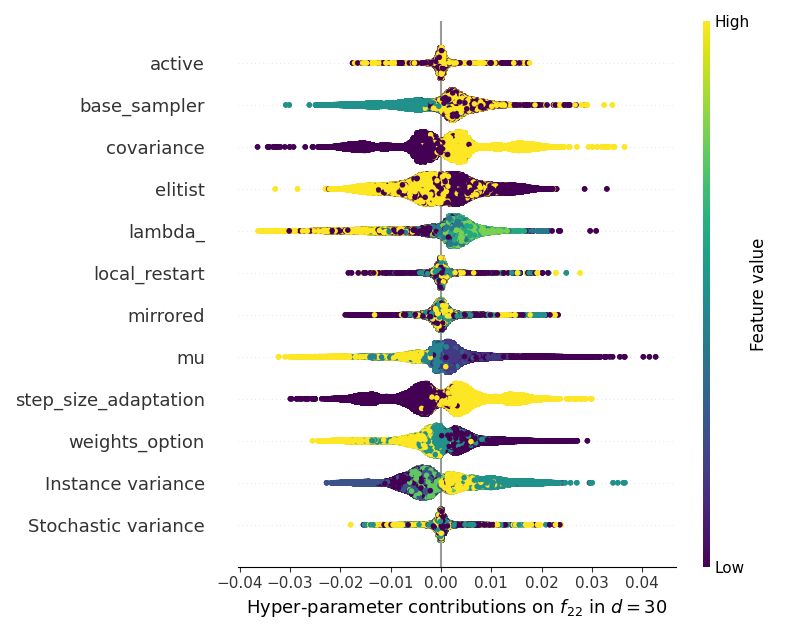 High
active
base_sampler
covariance
elitist
lambda_
local_restart
mirrored
mu
step_size_adaptation
weights_option
Instance variance
Stochastic variance
Feature value
Low
−0.04 −0.03 −0.02 −0.01 0.00 0.01 0.02 0.03 0.04
Hyper-parameter contributions on $f_{22}$ in $d = 30$